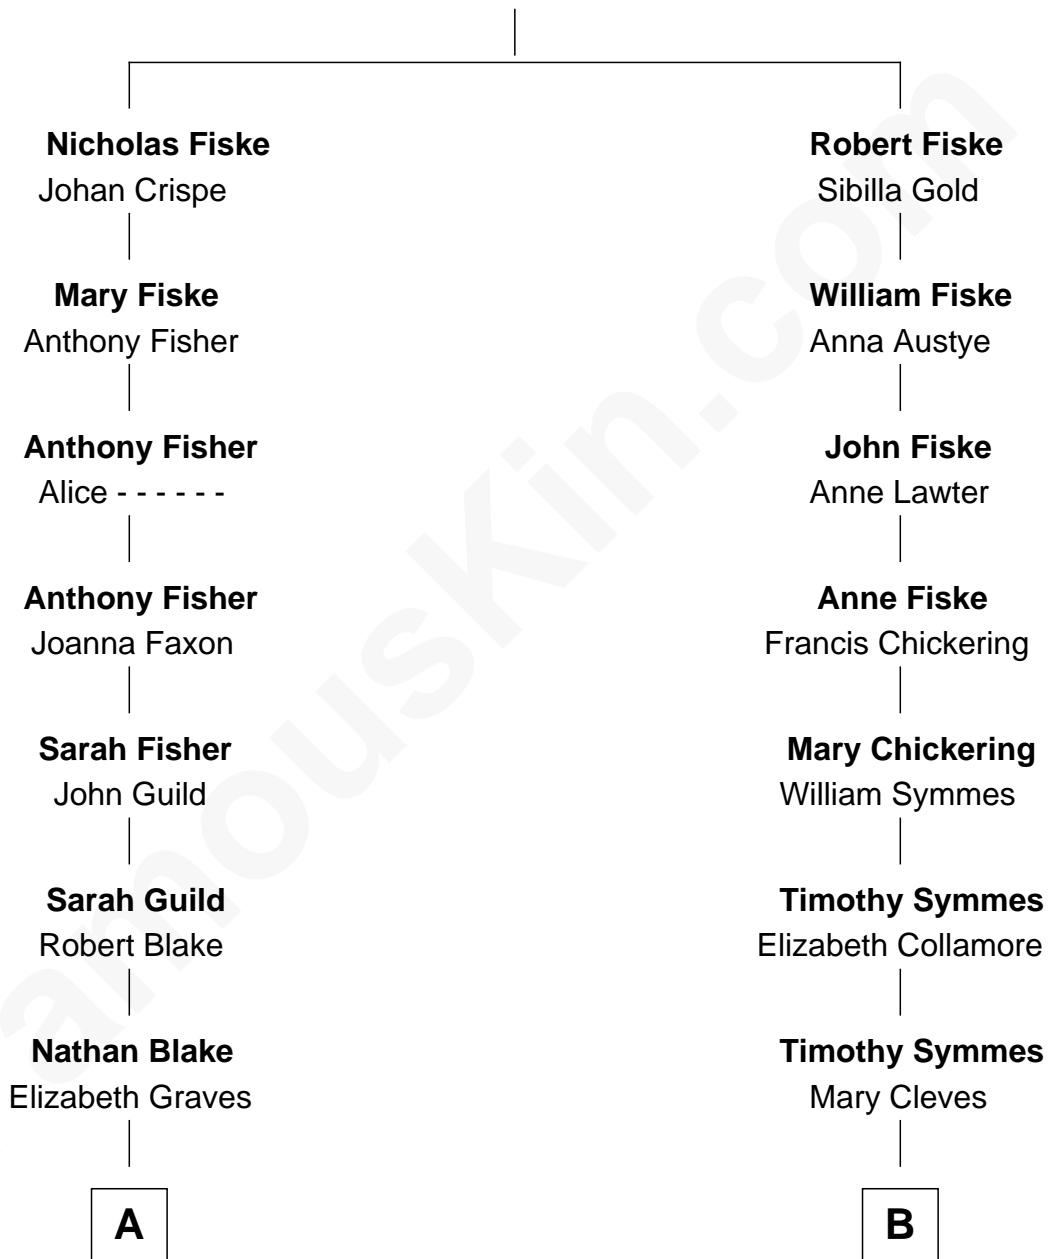 Nicholas Fiske
Johan Crispe
Mary Fiske
Anthony Fisher
Anthony Fisher
Alice - - - - - -
Anthony Fisher
Joanna Faxon
Sarah Fisher
John Guild
Sarah Guild
Robert Blake
Nathan Blake
Elizabeth Graves
A
Robert Fiske
Sibilla Gold
William Fiske
Anna Austye
John Fiske
Anne Lawter
Anne Fiske
Francis Chickering
Mary Chickering
William Symmes
Timothy Symmes
Elizabeth Collamore
Timothy Symmes
Mary Cleves
B
amouskin.com